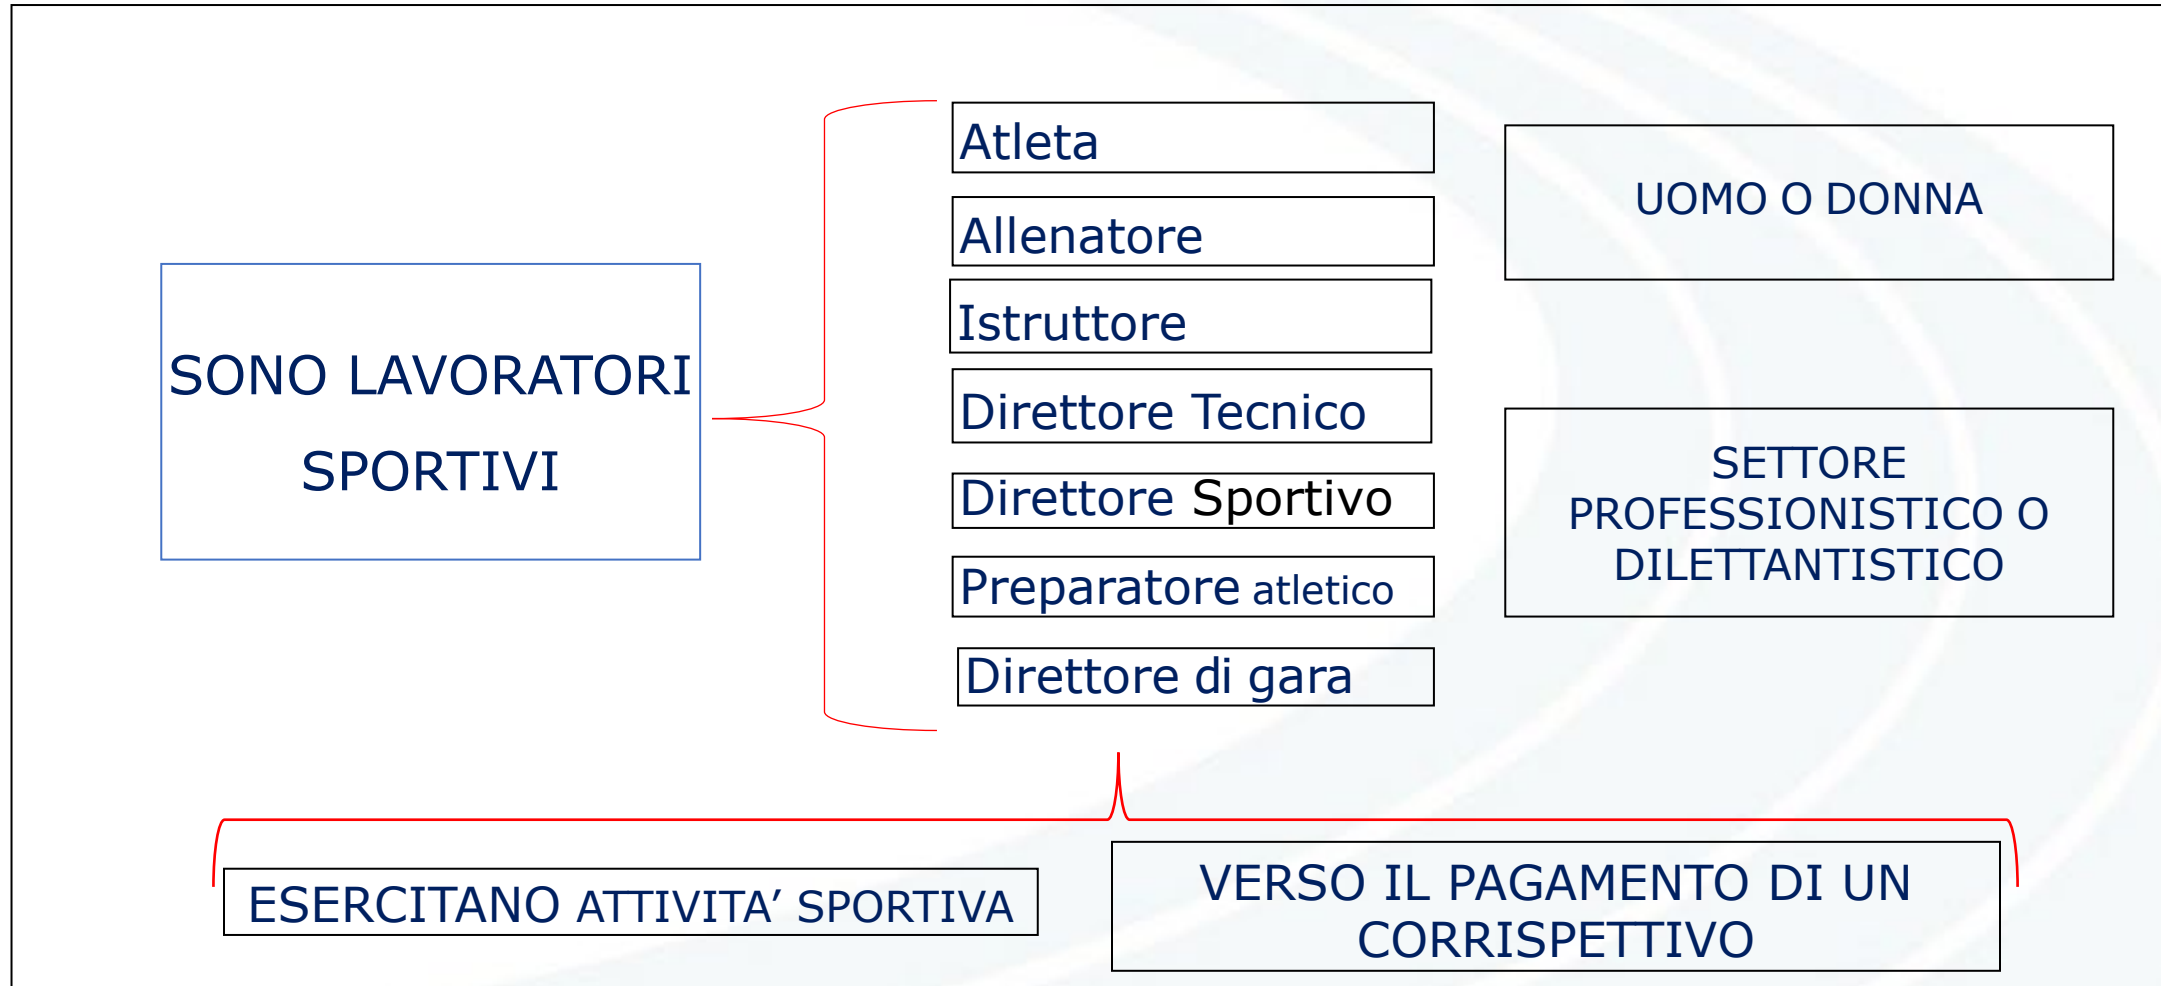 SONO LAVORATORI
SPORTIVI
Atleta
Allenatore
Istruttore
Direttore Tecnico
Direttore Sportivo
Preparatore atletico
Direttore di gara
UOMO O DONNA
SETTORE
PROFESSIONISTICO O
DILETTANTISTICO
ESERCITANO ATTIVITA’ SPORTIVA
VERSO IL PAGAMENTO DI UN
CORRISPETTIVO